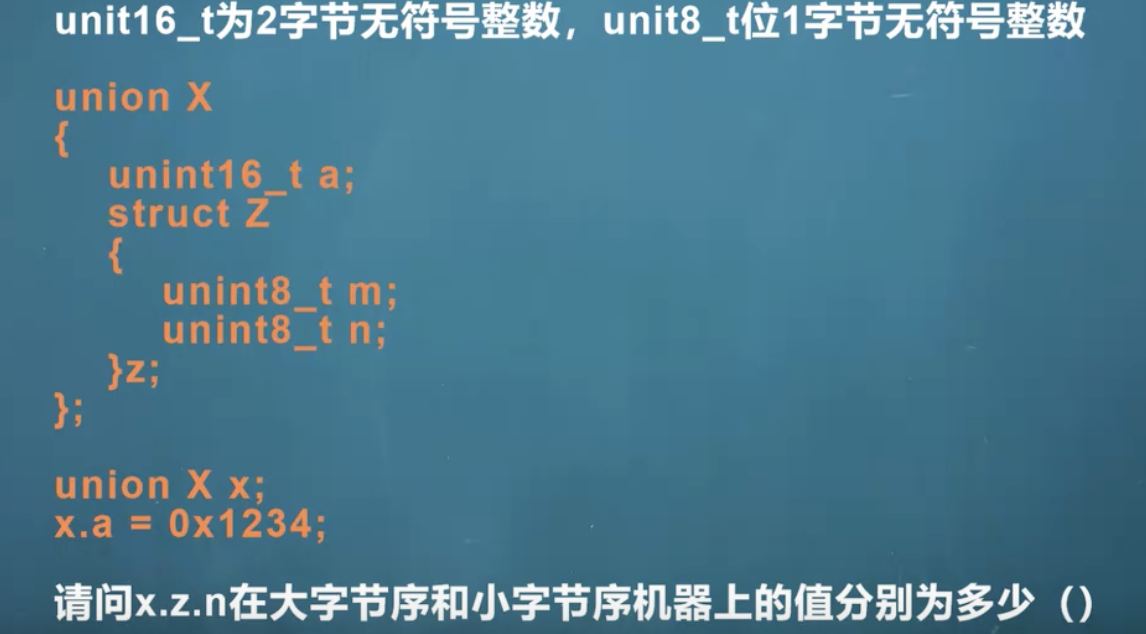 unit16_t为2字节无符号整数，unit8_t位1字节无符号整数
union X
{
unint16_t a;
struct Z
{
unint8_t m;
unint8_t n;
}z;
};
union X x;
x.a = 0x1234;
请问x.z.n在大字节序和小字节序机器上的值分别为多少（）